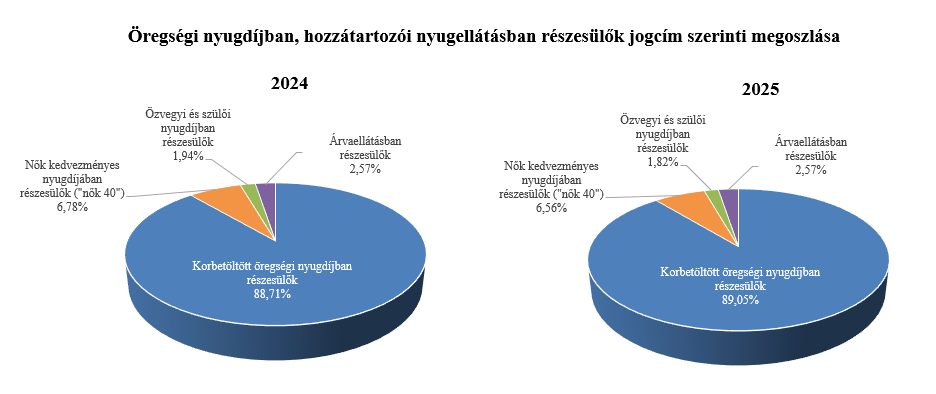 Öregségi nyugdíjban, hozzátartozói nyugellátásban részesülők jogcím szerinti megoszlása
2024
Özvegyi és szülői
nyugdíjban
részesülők
1,94%
Árvaellátásban
részesülők
2,57%
Nők kedvezményes
nyugdíjában
részesülők ("nők 40")
6,78%
Korbetöltött öregségi nyugdíjban
részesülők
88,71%
2025
Özvegyi és szülői
nyugdíjban
részesülők
1,82%
Árvaellátásban
részesülők
2,57%
Nők kedvezményes
nyugdíjában
részesülők ("nők 40")
6,56%
Korbetöltött öregségi nyugdíjban
részesülők
89,05%